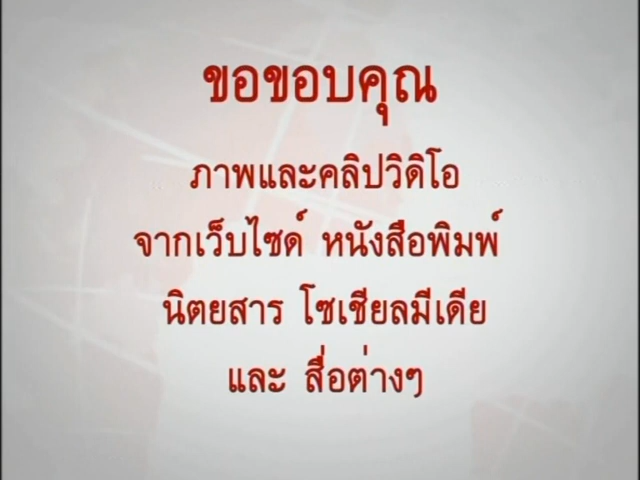 ขอขอบคุณ
ภาพและคลิปวิดิโอ
จากเว็บไซด์ หนังสือพิมพ์
นิตยสาร โซเชียลมีเดีย
และ สื่อต่างๆ